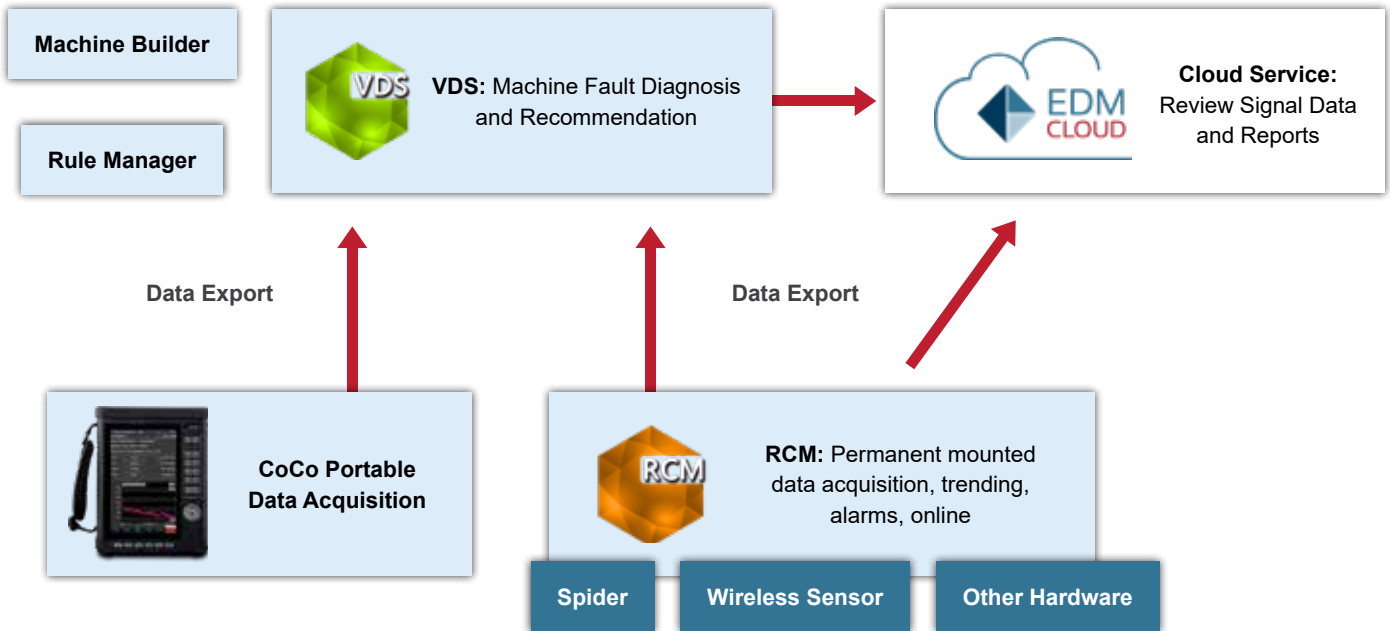 Machine Builder
Rule Manager
VDS
VDS: Machine Fault Diagnosis
and Recommendation
EDM
CLOUD
Cloud Service:
Review Signal Data
and Reports
Data Export
Data Export
CoCo Portable
Data Acquisition
RCM
RCM: Permanent mounted
data acquisition, trending,
alarms, online
Spider
Wireless Sensor
Other Hardware